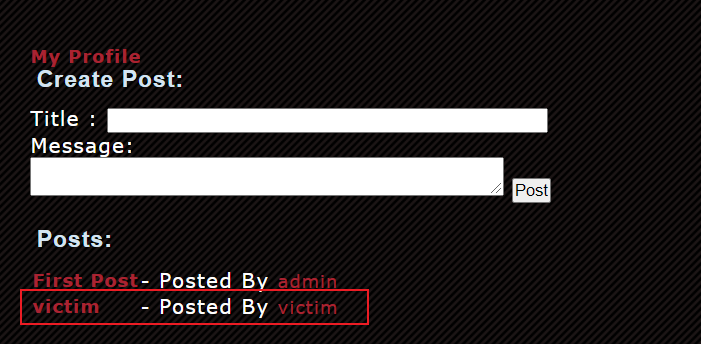 My Profile
Create Post:
Title :
Message:
Post
Posts:
First Post - Posted By admin
victim - Posted By victim